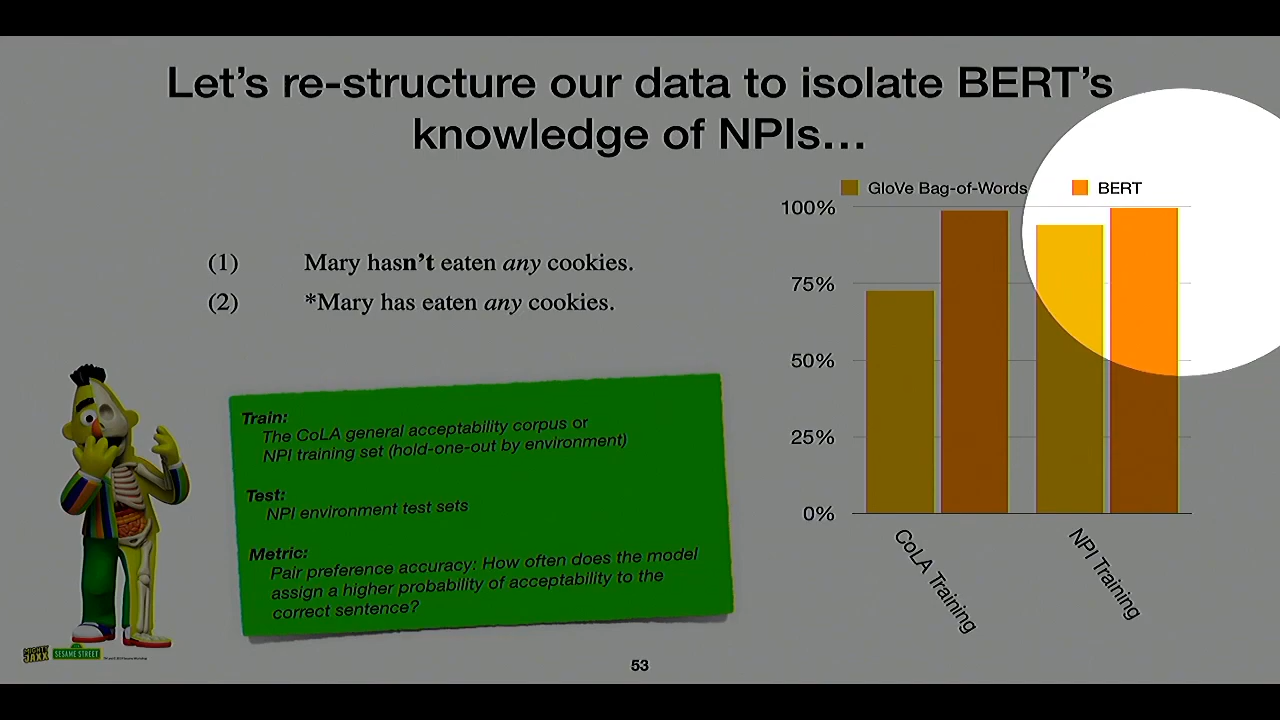 Let's re-structure our data to isolate BERT's
knowledge of NPIs...
(1) Mary hasn't eaten any cookies.
(2) *Mary has eaten any cookies.
Train:
The CoLA general acceptability corpus or
NPI training set (hold-one-out by environment)
Test:
NPI environment test sets
Metric:
Pair preference accuracy: How often does the model
assign a higher probability of acceptability to the
correct sentence?
GloVe Bag-of-Words BERT
100%
75%
50%
25%
0%
CoLA Training
NPI Training
MIGHTY
JAXX
SESAME STREET
53